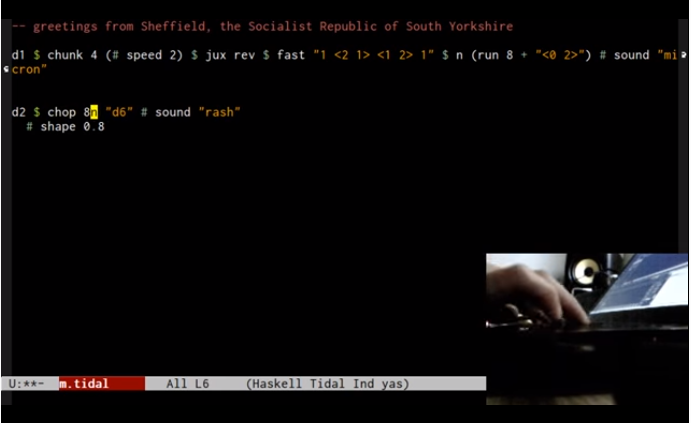 -- greetings from Sheffield, the Socialist Republic of South Yorkshire
d1 $ chunk 4 (# speed 2) $ jux rev $ fast "1 <2 1> <1 2> 1" $ n (run 8 + "<0 2>") # sound "mi
cron"
d2 $ chop 8n "d6" # sound "rash"
# shape 0.8
U:**- m.tidal All L6 (Haskell Tidal Ind yas)